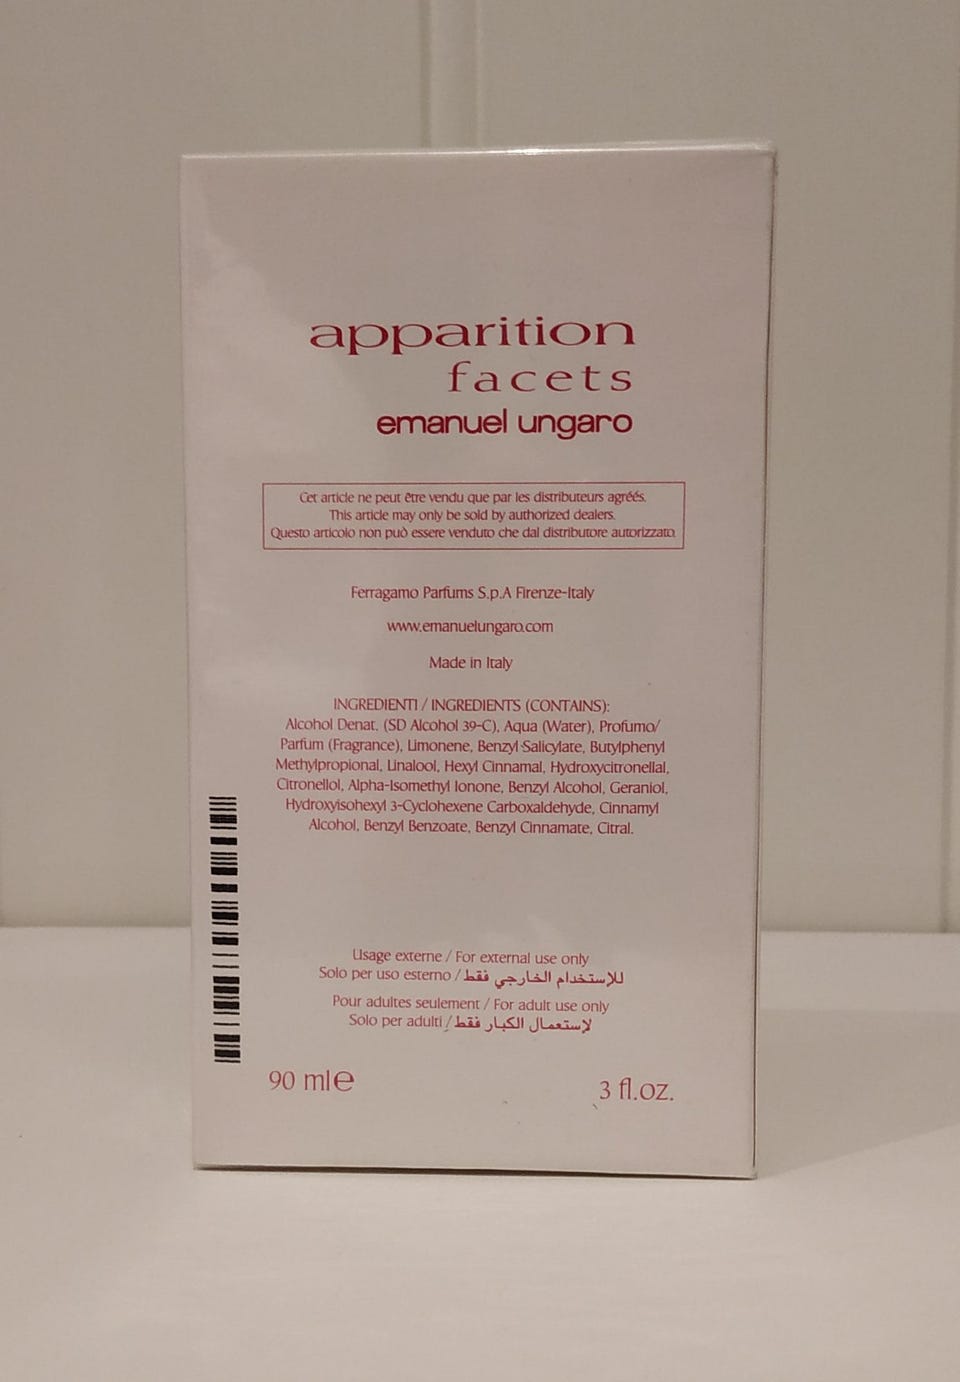 apparition
facets
emanuel ungaro
Cet article ne peut être vendu que par les distributeurs agréés.
This article may only be sold by authorized dealers.
Questo articolo non può essere venduto che dal distributore autorizzato.
Ferragamo Parfums S.p.A Firenze-Italy
www.emanuelungaro.com
Made in Italy
INGREDIENTI / INGREDIENTS (CONTAINS):
Alcohol Denat. (SD Alcohol 39-C), Aqua (Water), Profumo/
Parfum (Fragrance), Limonene, Benzyl Salicylate, Butylphenyl
Methylpropional, Linalool, Hexyl Cinnamal, Hydroxycitronellal,
Citronellol, Alpha-Isomethyl Ionone, Benzyl Alcohol, Geraniol,
Hydroxyisohexyl 3-Cyclohexene Carboxaldehyde, Cinnamyl
Alcohol, Benzyl Benzoate, Benzyl Cinnamate, Citral.
Usage externe / For external use only
Solo per uso esterno / للإستخدام الخارجي فقط
Pour adultes seulement / For adult use only
Solo per adulti / لإستعمال الكبار فقط
90 ml℮
3 fl.oz.